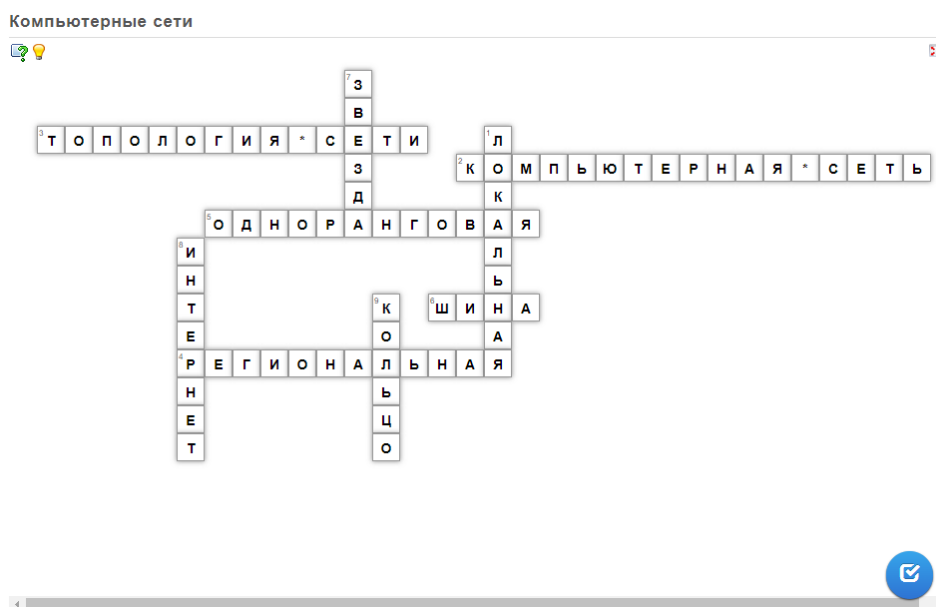 Компьютерные сети
7 З
В
3 Т О П О Л О Г И Я * С Е Т И 1 Л
З 2 К О М П Ь Ю Т Е Р Н А Я * С Е Т Ь
Д К
5 О Д Н О Р А Н Г О В А Я
8 И Л
Н Ь
Т 9 К 6 Ш И Н А
Е О А
4 Р Е Г И О Н А Л Ь Н А Я
Н Ь
Е Ц
Т О